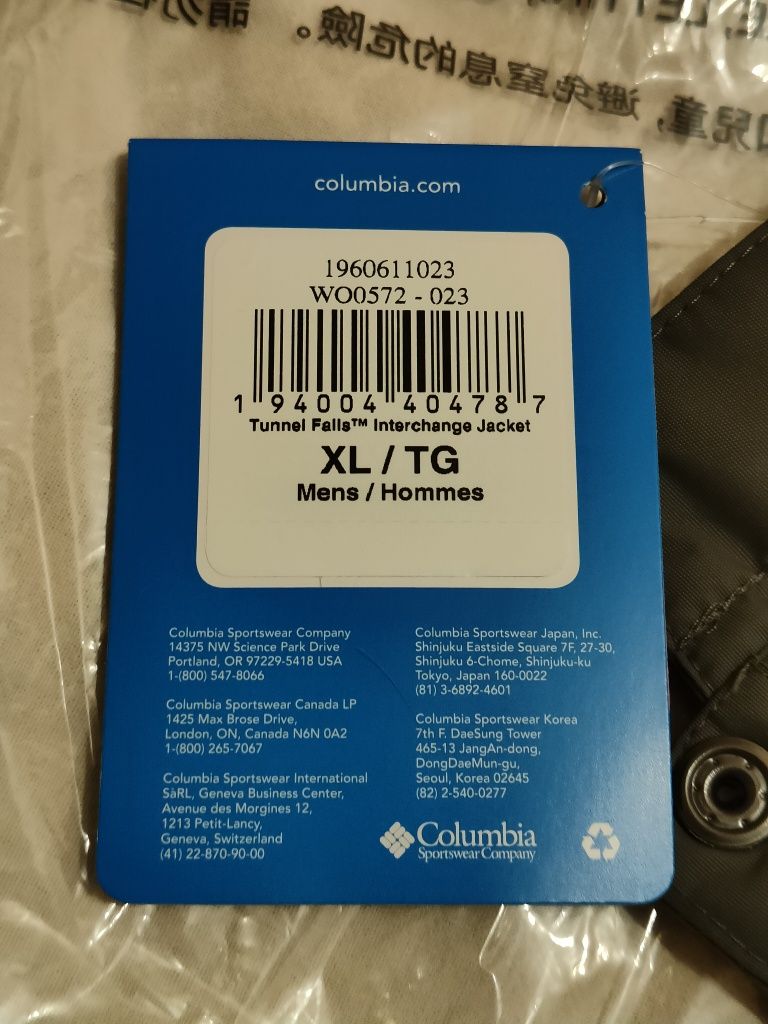 請勿
的危險。
兒童, 避免窒息
columbia.com
1960611023
WO0572 - 023
1 94004 40478 7
Tunnel Falls™ Interchange Jacket
XL / TG
Mens / Hommes
Columbia Sportswear Company
14375 NW Science Park Drive
Portland, OR 97229-5418 USA
1-(800) 547-8066
Columbia Sportswear Canada LP
1425 Max Brose Drive,
London, ON, Canada N6N 0A2
1-(800) 265-7067
Columbia Sportswear International
SàRL, Geneva Business Center,
Avenue des Morgines 12,
1213 Petit-Lancy,
Geneva, Switzerland
(41) 22-870-90-00
Columbia Sportswear Japan, Inc.
Shinjuku Eastside Square 7F, 27-30,
Shinjuku 6-Chome, Shinjuku-ku
Tokyo, Japan 160-0022
(81) 3-6892-4601
Columbia Sportswear Korea
7th F. DaeSung Tower
465-13 JangAn-dong,
DongDaeMun-gu,
Seoul, Korea 02645
(82) 2-540-0277
Columbia
Sportswear Company